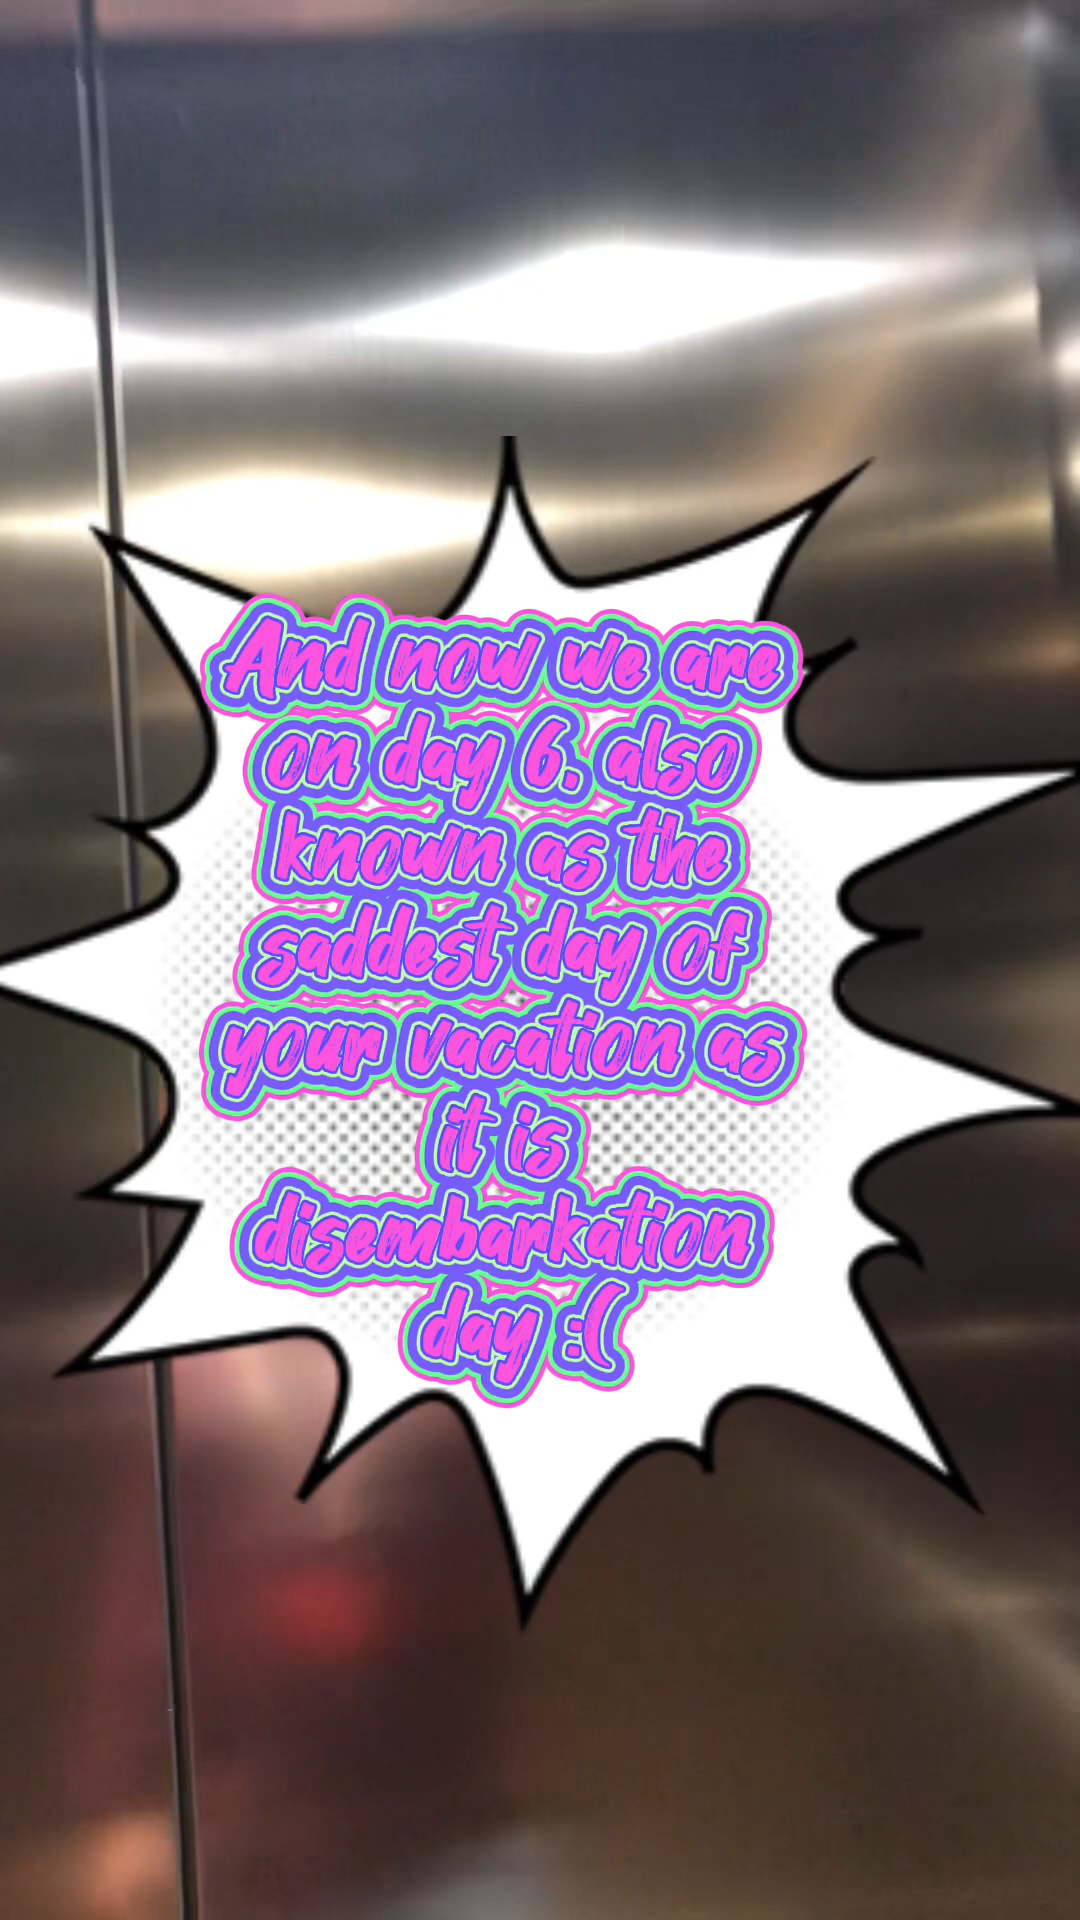 And now we are
on day 6. also
known as the
saddest day of
your vacation as
it is
disembarkation
day :(